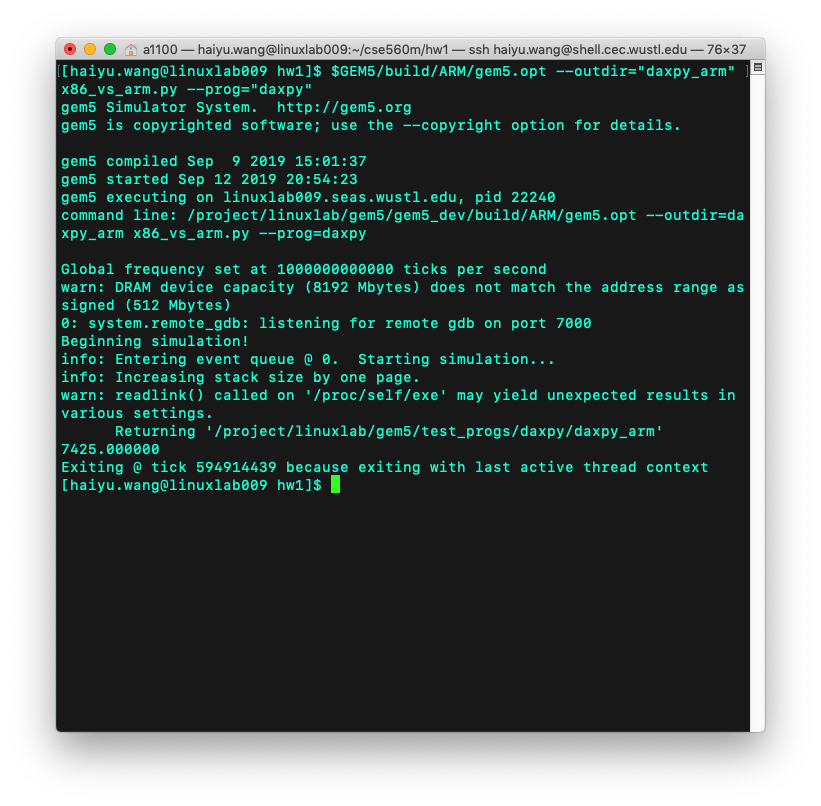 a1100 — haiyu.wang@linuxlab009:~/cse560m/hw1 — ssh haiyu.wang@shell.cec.wustl.edu — 76×37
[[haiyu.wang@linuxlab009 hw1]$ $GEM5/build/ARM/gem5.opt --outdir="daxpy_arm" ]
x86_vs_arm.py --prog="daxpy"
gem5 Simulator System.  http://gem5.org
gem5 is copyrighted software; use the --copyright option for details.

gem5 compiled Sep  9 2019 15:01:37
gem5 started Sep 12 2019 20:54:23
gem5 executing on linuxlab009.seas.wustl.edu, pid 22240
command line: /project/linuxlab/gem5/gem5_dev/build/ARM/gem5.opt --outdir=da
xpy_arm x86_vs_arm.py --prog=daxpy

Global frequency set at 1000000000000 ticks per second
warn: DRAM device capacity (8192 Mbytes) does not match the address range as
signed (512 Mbytes)
0: system.remote_gdb: listening for remote gdb on port 7000
Beginning simulation!
info: Entering event queue @ 0.  Starting simulation...
info: Increasing stack size by one page.
warn: readlink() called on '/proc/self/exe' may yield unexpected results in
various settings.
      Returning '/project/linuxlab/gem5/test_progs/daxpy/daxpy_arm'
7425.000000
Exiting @ tick 594914439 because exiting with last active thread context
[haiyu.wang@linuxlab009 hw1]$